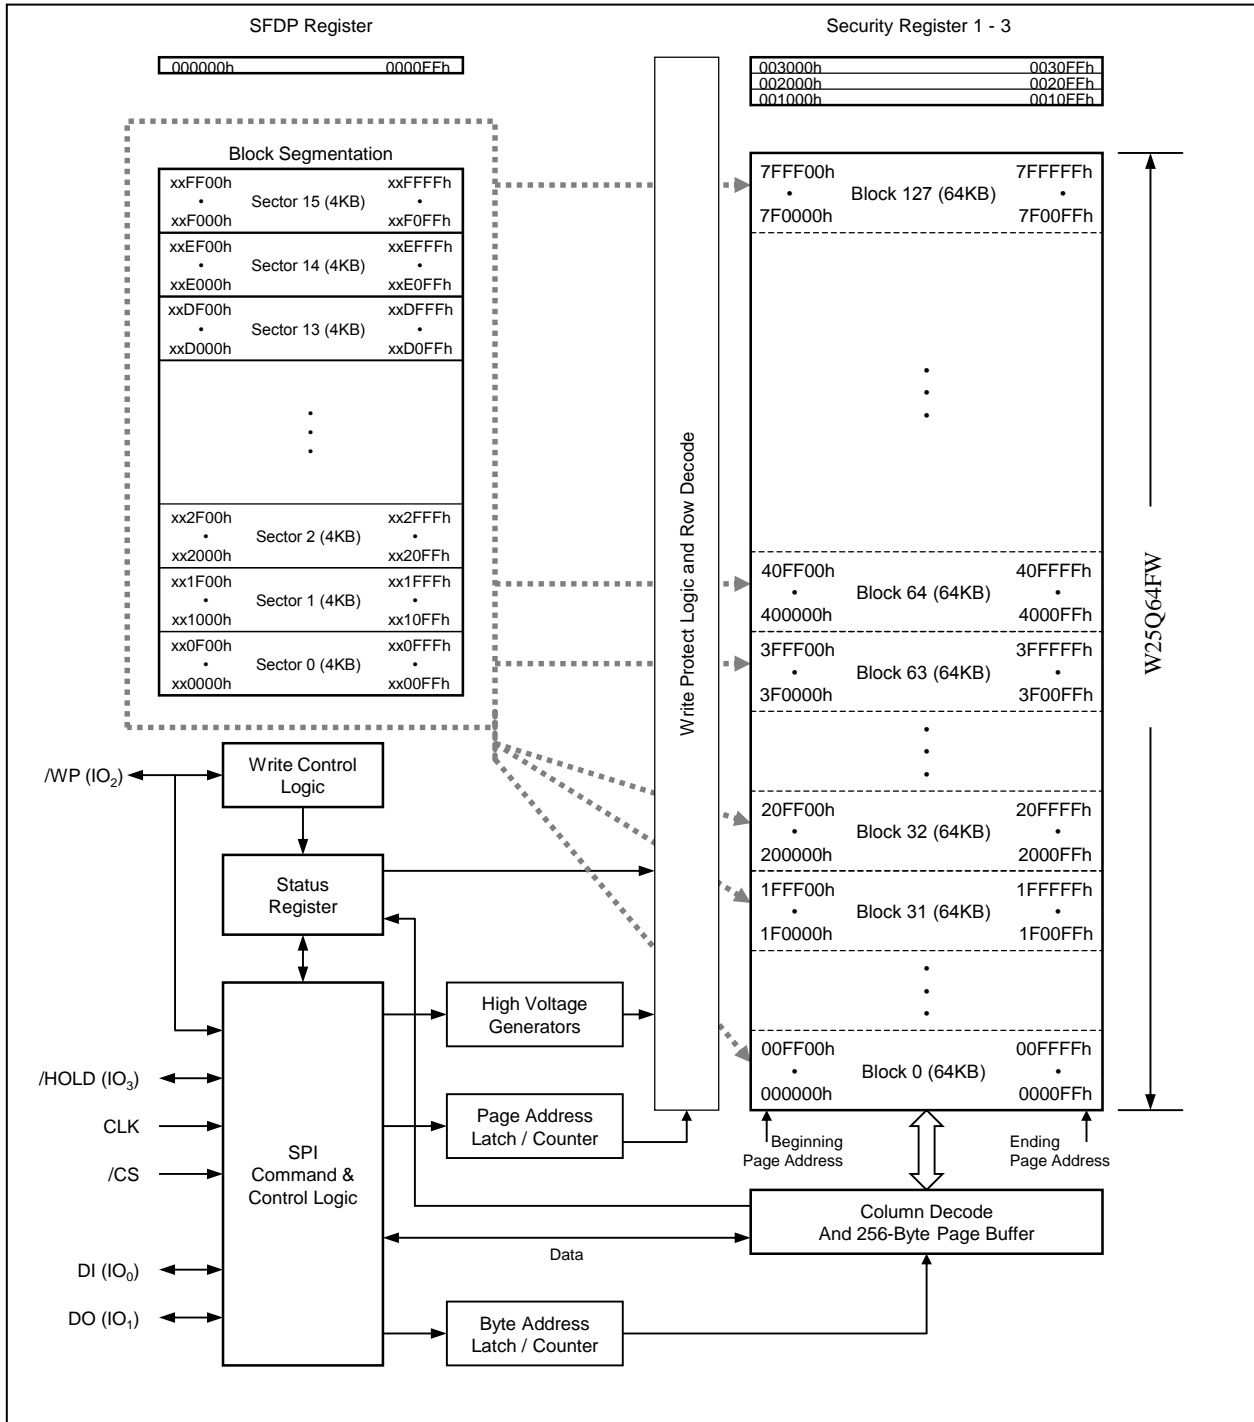 SFDP Register
000000h 0000FFh
Security Register 1 - 3
003000h 0030FFh
002000h 0020FFh
001000h 0010FFh
Block Segmentation
xxFF00h xxFFFFh
• Sector 15 (4KB) •
xxF000h xxF0FFh
xxEF00h xxEFFFh
• Sector 14 (4KB) •
xxE000h xxE0FFh
xxDF00h xxDFFFh
• Sector 13 (4KB) •
xxD000h xxD0FFh
•
•
•
xx2F00h xx2FFFh
• Sector 2 (4KB) •
xx2000h xx20FFh
xx1F00h xx1FFFh
• Sector 1 (4KB) •
xx1000h xx10FFh
xx0F00h xx0FFFh
• Sector 0 (4KB) •
xx0000h xx00FFh
Write Protect Logic and Row Decode
7FFF00h 7FFFFFh
• Block 127 (64KB) •
7F0000h 7F00FFh
•
•
•
40FF00h 40FFFFh
• Block 64 (64KB) •
400000h 4000FFh
3FFF00h 3FFFFFh
• Block 63 (64KB) •
3F0000h 3F00FFh
•
•
•
20FF00h 20FFFFh
• Block 32 (64KB) •
200000h 2000FFh
1FFF00h 1FFFFFh
• Block 31 (64KB) •
1F0000h 1F00FFh
•
•
•
00FF00h 00FFFFh
• Block 0 (64KB) •
000000h 0000FFh
W25Q64FW
Beginning
Page Address
Ending
Page Address
/WP (IO2)
Write Control
Logic
Status
Register
High Voltage
Generators
/HOLD (IO3)
CLK
/CS
DI (IO0)
DO (IO1)
SPI
Command &
Control Logic
Page Address
Latch / Counter
Column Decode
And 256-Byte Page Buffer
Data
Byte Address
Latch / Counter